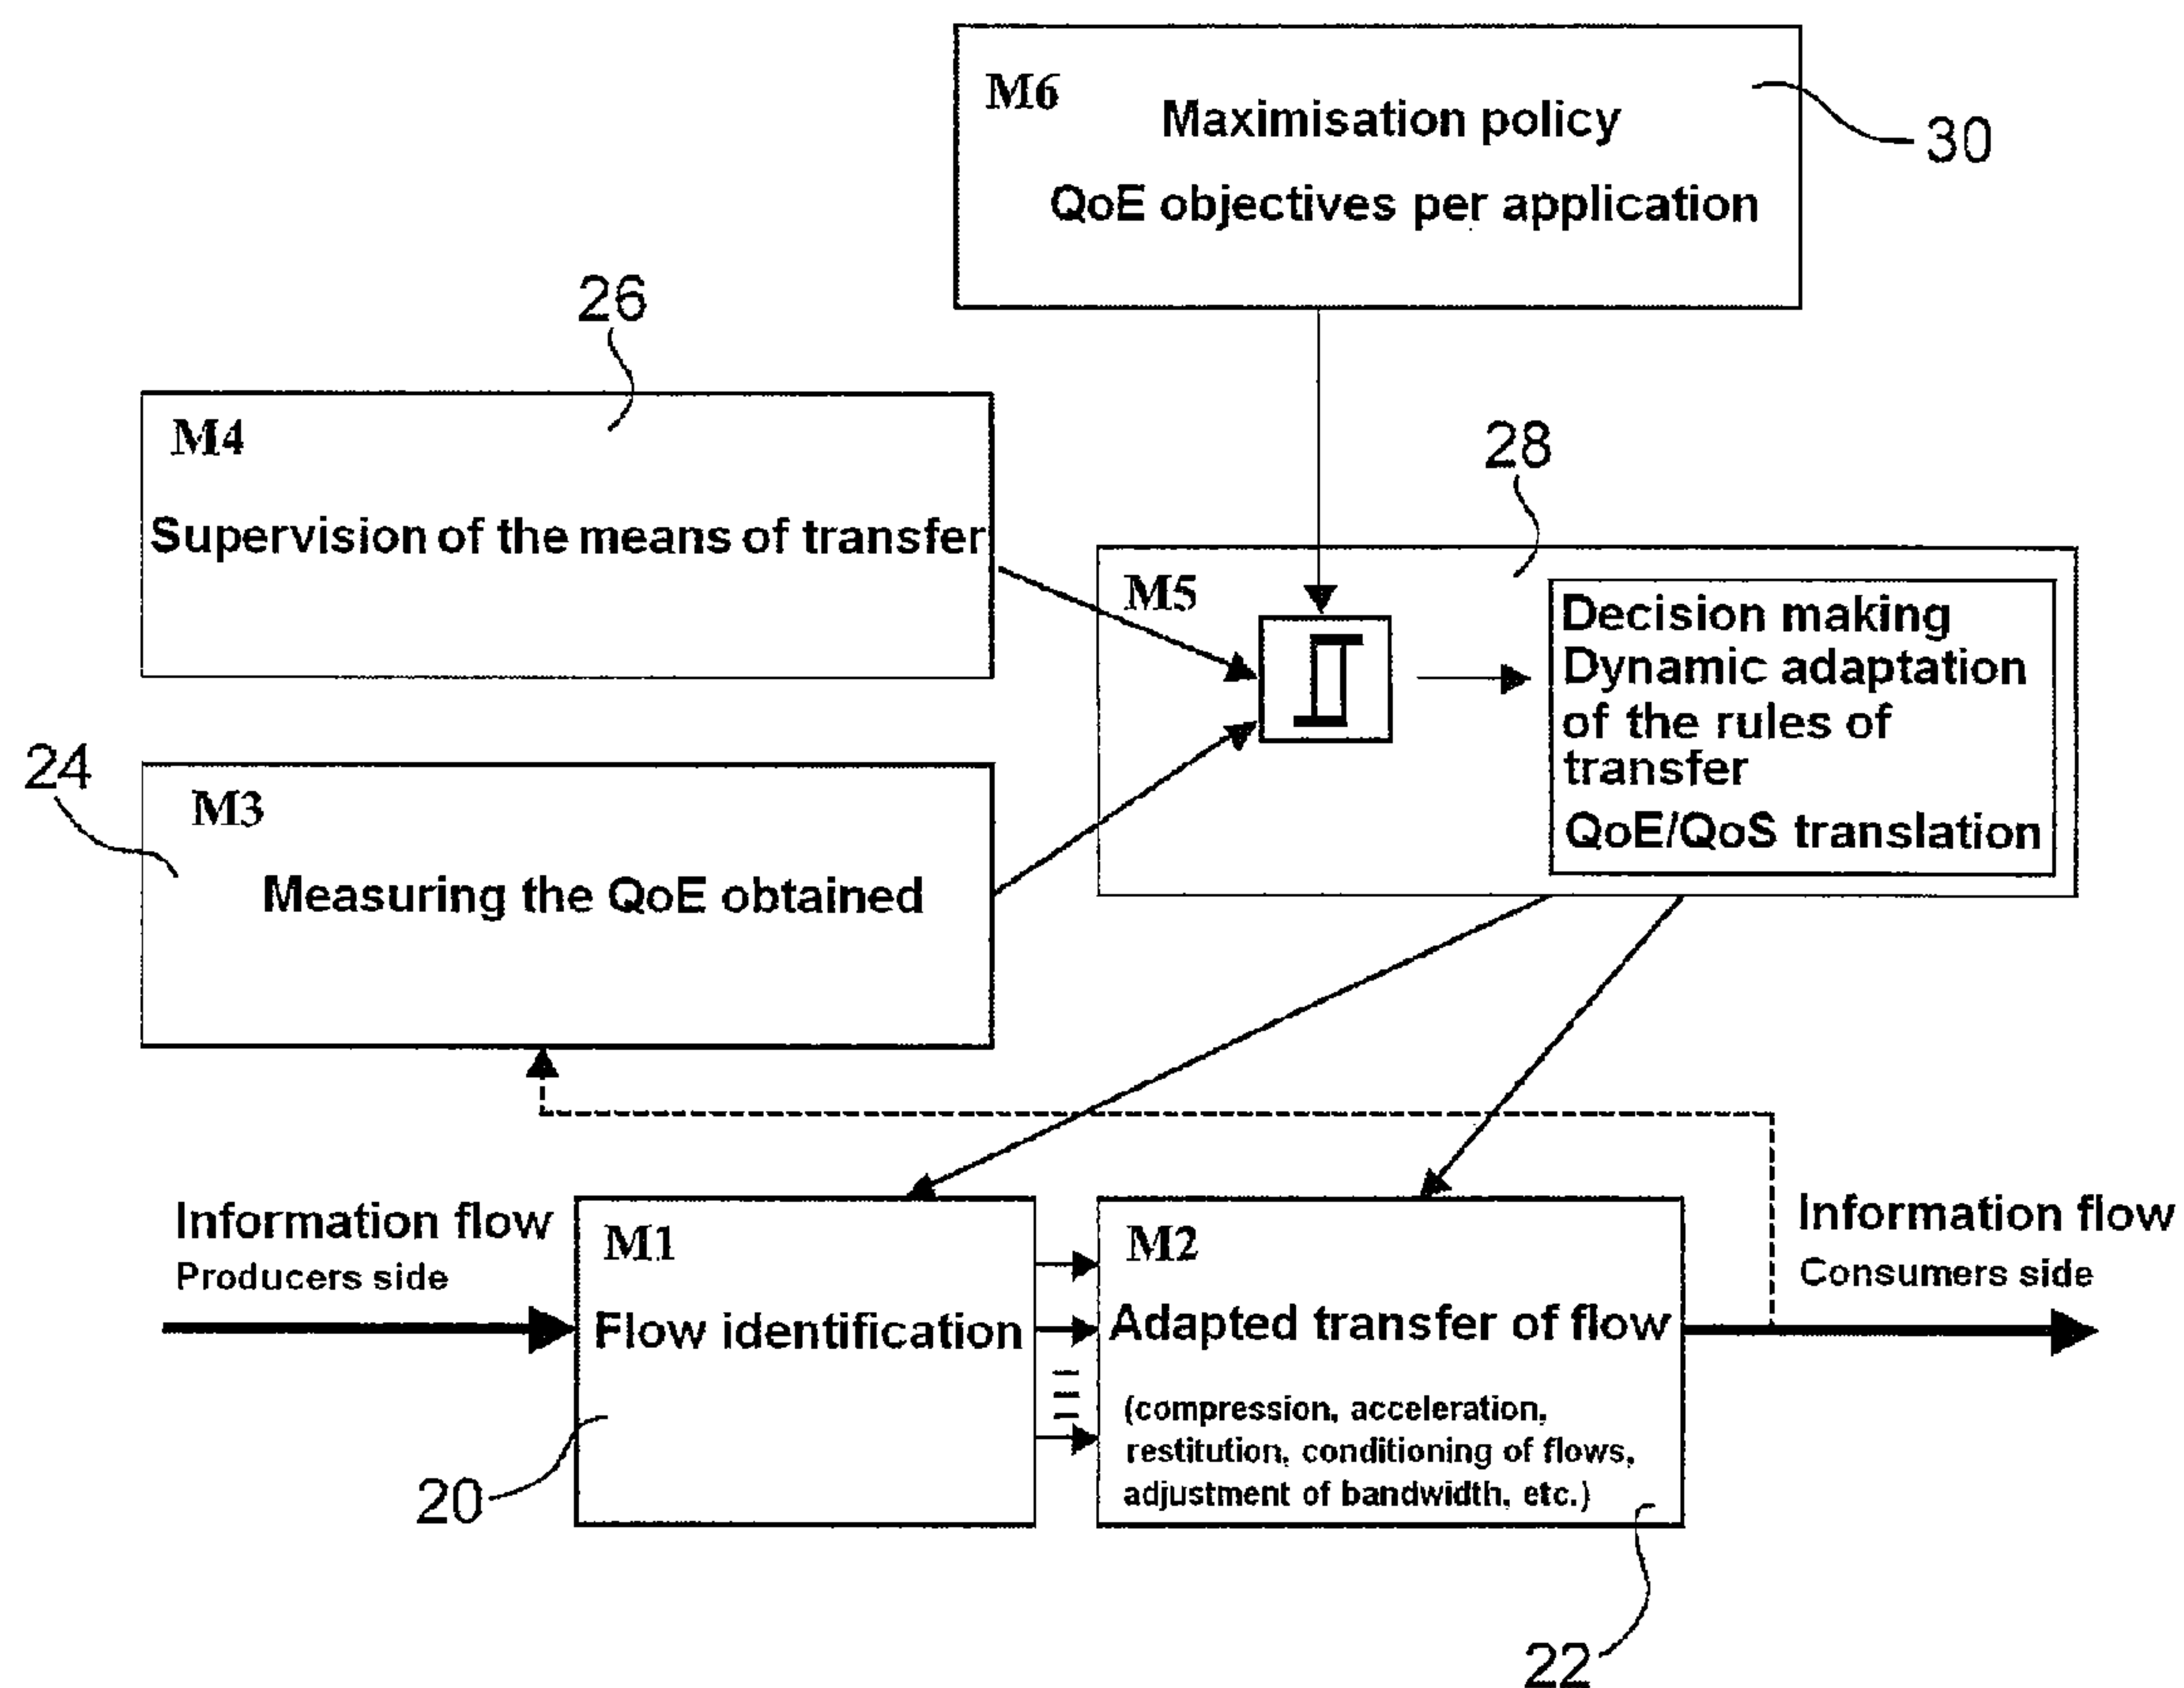 M6
Maximisation policy
QoE objectives per application
30
26
M4
Supervision of the means of transfer
28
M5
Decision making
Dynamic adaptation
of the rules of
transfer
QoE/QoS translation
24
M3
Measuring the QoE obtained
Information flow
Producers side
M1
Flow identification
20
M2
Adapted transfer of flow
(compression, acceleration,
restitution, conditioning of flows,
adjustment of bandwidth, etc.)
22
Information flow
Consumers side